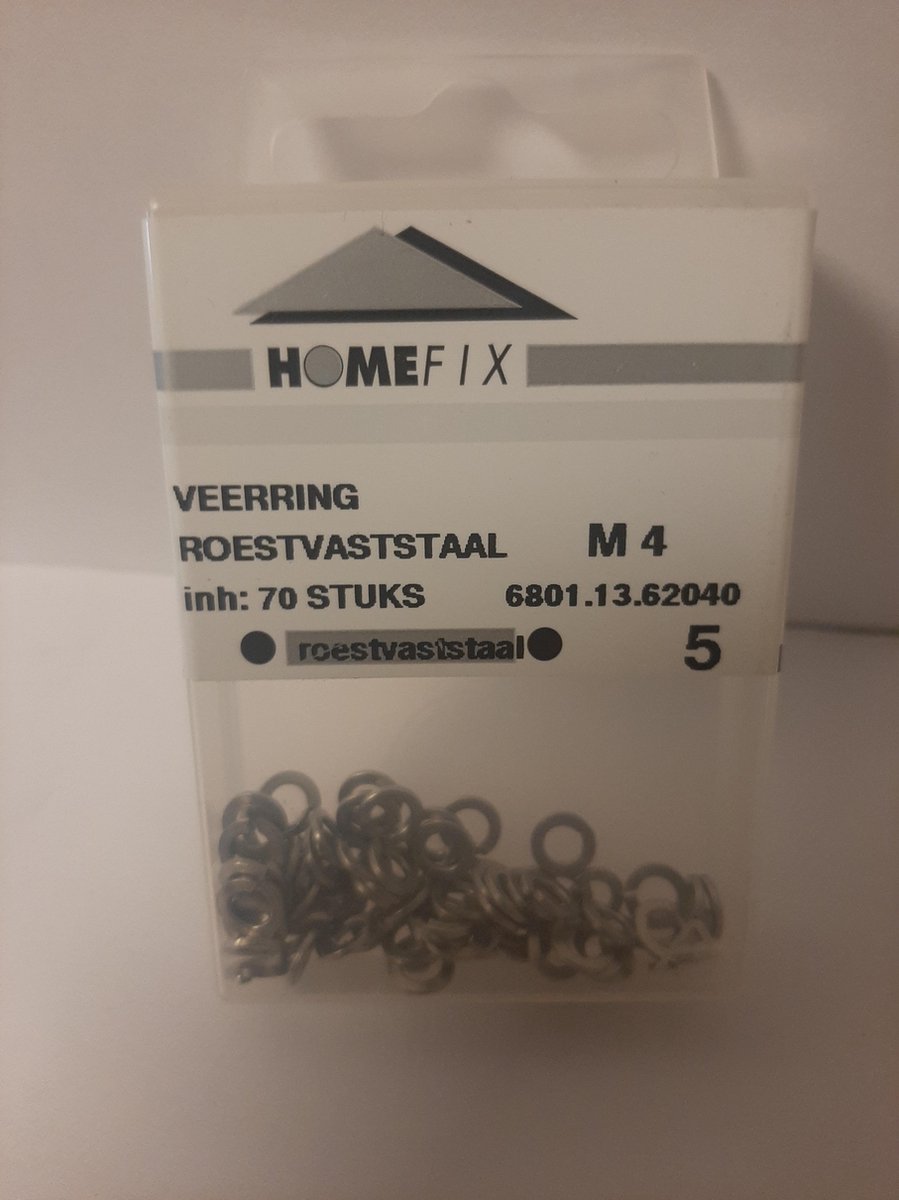 HOMEFIX
VEERRING
ROESTVASTSTAAL M 4
inh: 70 STUKS 6801.13.62040
roestvaststaal 5